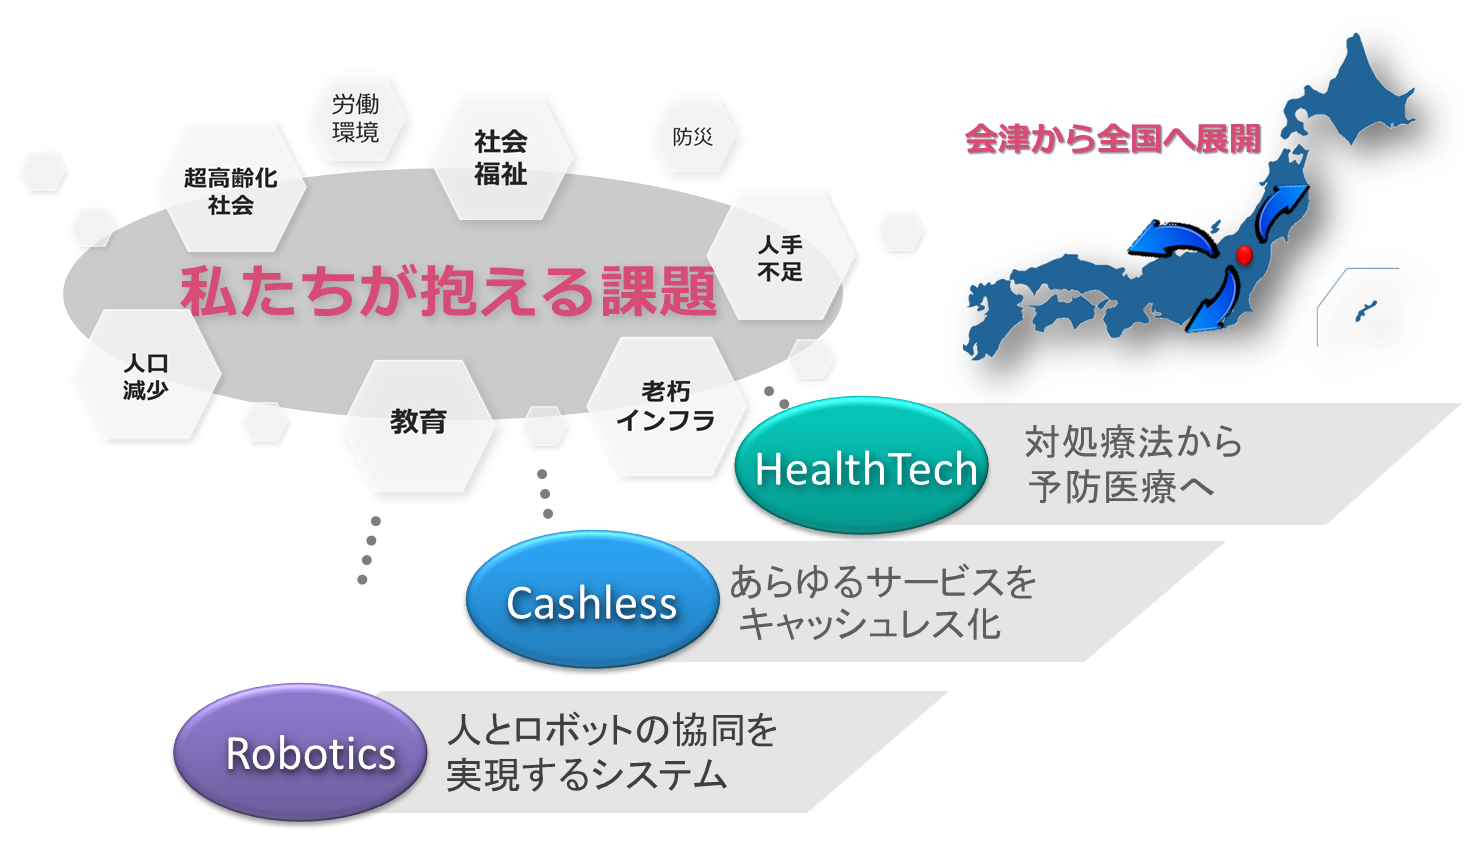 労働
環境
社会
福祉
防災
超高齢化
社会
人手
不足
私たちが抱える課題
人口
減少
教育
老朽
インフラ
会津から全国へ展開
HealthTech
対処療法から
予防医療へ
Cashless
あらゆるサービスを
キャッシュレス化
Robotics
人とロボットの協同を
実現するシステム